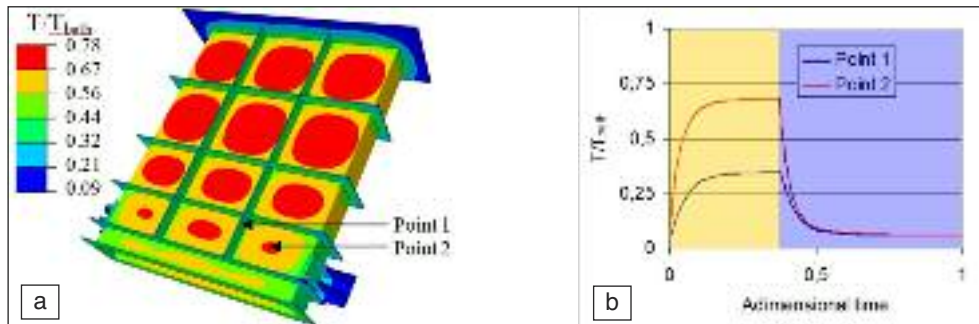 T/Tbulk
0.78
0.67
0.56
0.44
0.32
0.21
0.09
Point 1
Point 2
a
1
0,75
0,5
0,25
0
T/T
Point 1
Point 2
0
0,5
1
Adimensional time
b